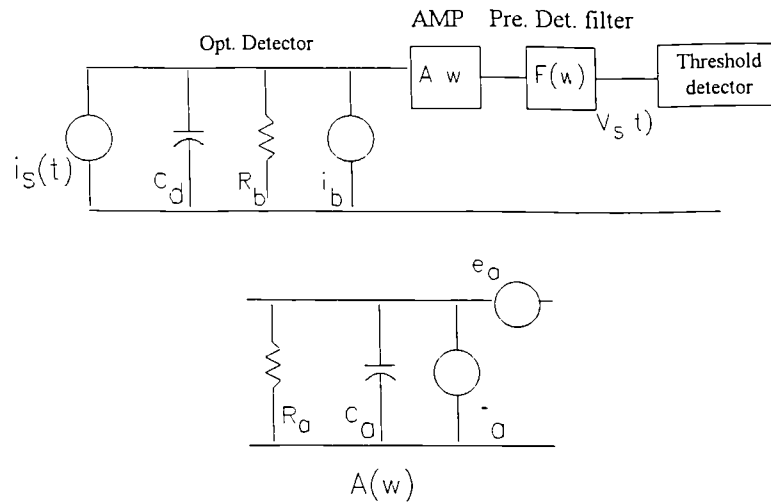 AMP Pre. Det. filter
Opt. Detector
A w
F(w)
Threshold
detector
V_s t)
i_s(t)
C_d
R_b
i_b
e_a
R_a
C_a
a
A(w)